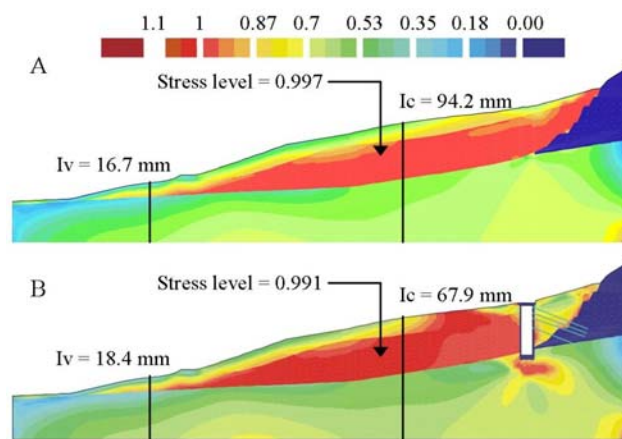 1.1 1 0.87 0.7 0.53 0.35 0.18 0.00
A
Stress level = 0.997
Ic = 94.2 mm
Iv = 16.7 mm
B
Stress level = 0.991
Ic = 67.9 mm
Iv = 18.4 mm